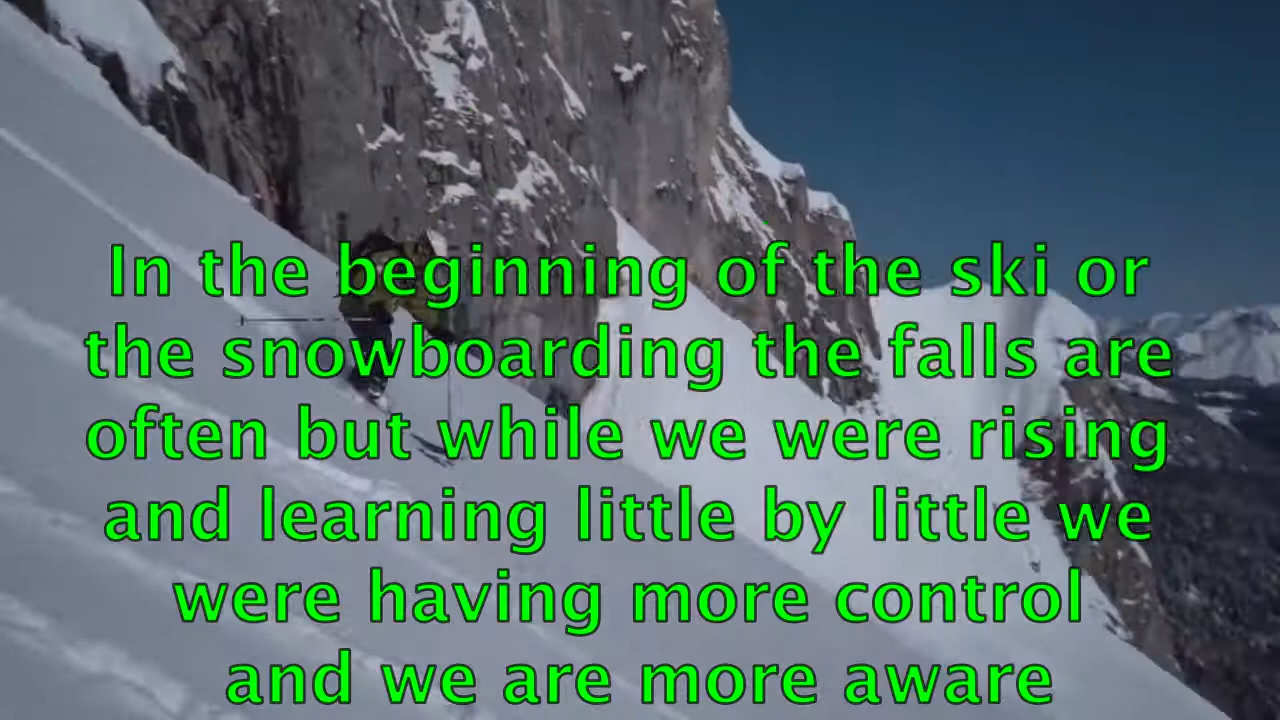 In the beginning of the ski or
the snowboarding the falls are
often but while we were rising
and learning little by little we
were having more control
and we are more aware